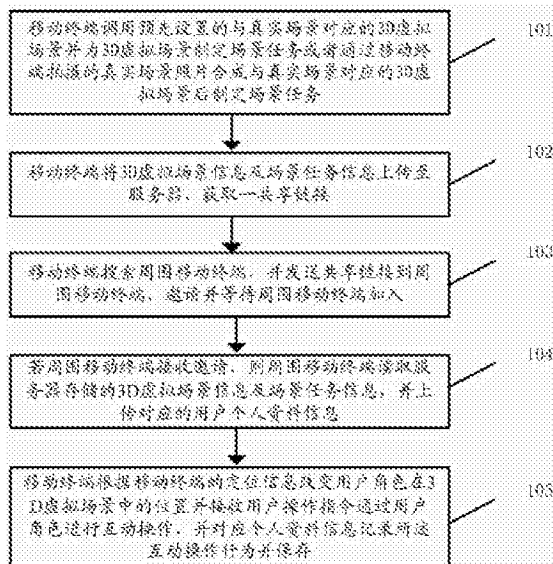 移动终端调用预先设置的与真实场景对应的3D虚拟
场景并为3D虚拟场景制定场景任务或者通过移动终
端拍摄的真实场景照片合成与真实场景对应的3D虚
拟场景后制定场景任务
101
移动终端将3D虚拟场景信息及场景任务信息上传至
服务器，获取一共享链接
102
移动终端搜索周围移动终端，并发送共享链接到周
围移动终端，邀请并等待周围移动终端加入
103
若周围移动终端接收邀请，则周围移动终端读取服
务器存储的3D虚拟场景信息及场景任务信息，并上
传对应的用户个人资料信息
104
移动终端根据移动终端的定位信息改变用户角色在3
D虚拟场景中的位置并接收用户操作指令通过用户
角色进行互动操作，并对应个人资料信息记录所述
互动操作行为并保存
105